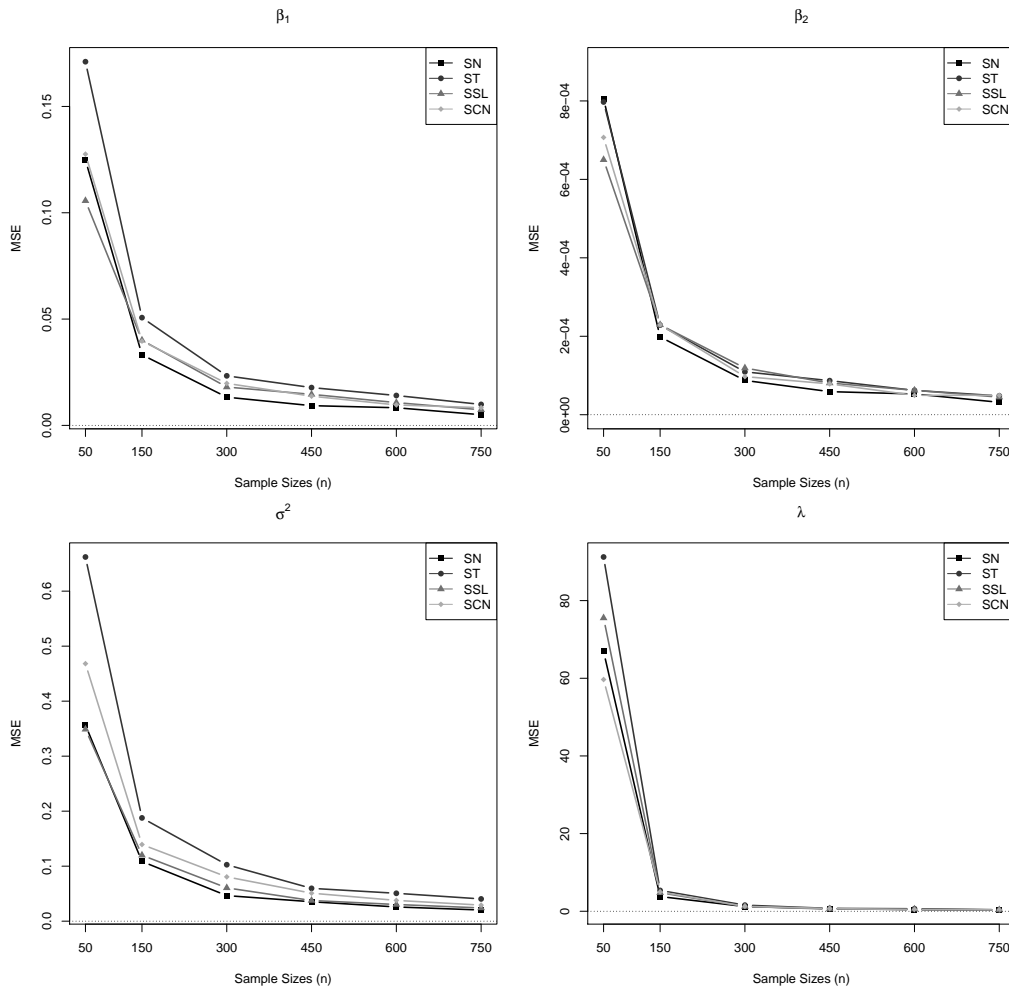 β1
SN
ST
SSL
SCN
MSE
0.00
0.05
0.10
0.15
50 150 300 450 600 750
Sample Sizes (n)
β2
SN
ST
SSL
SCN
MSE
0e+00
2e−04
4e−04
6e−04
8e−04
50 150 300 450 600 750
Sample Sizes (n)
σ²
SN
ST
SSL
SCN
MSE
0.0
0.1
0.2
0.3
0.4
0.5
0.6
50 150 300 450 600 750
Sample Sizes (n)
λ
SN
ST
SSL
SCN
MSE
0
20
40
60
80
50 150 300 450 600 750
Sample Sizes (n)